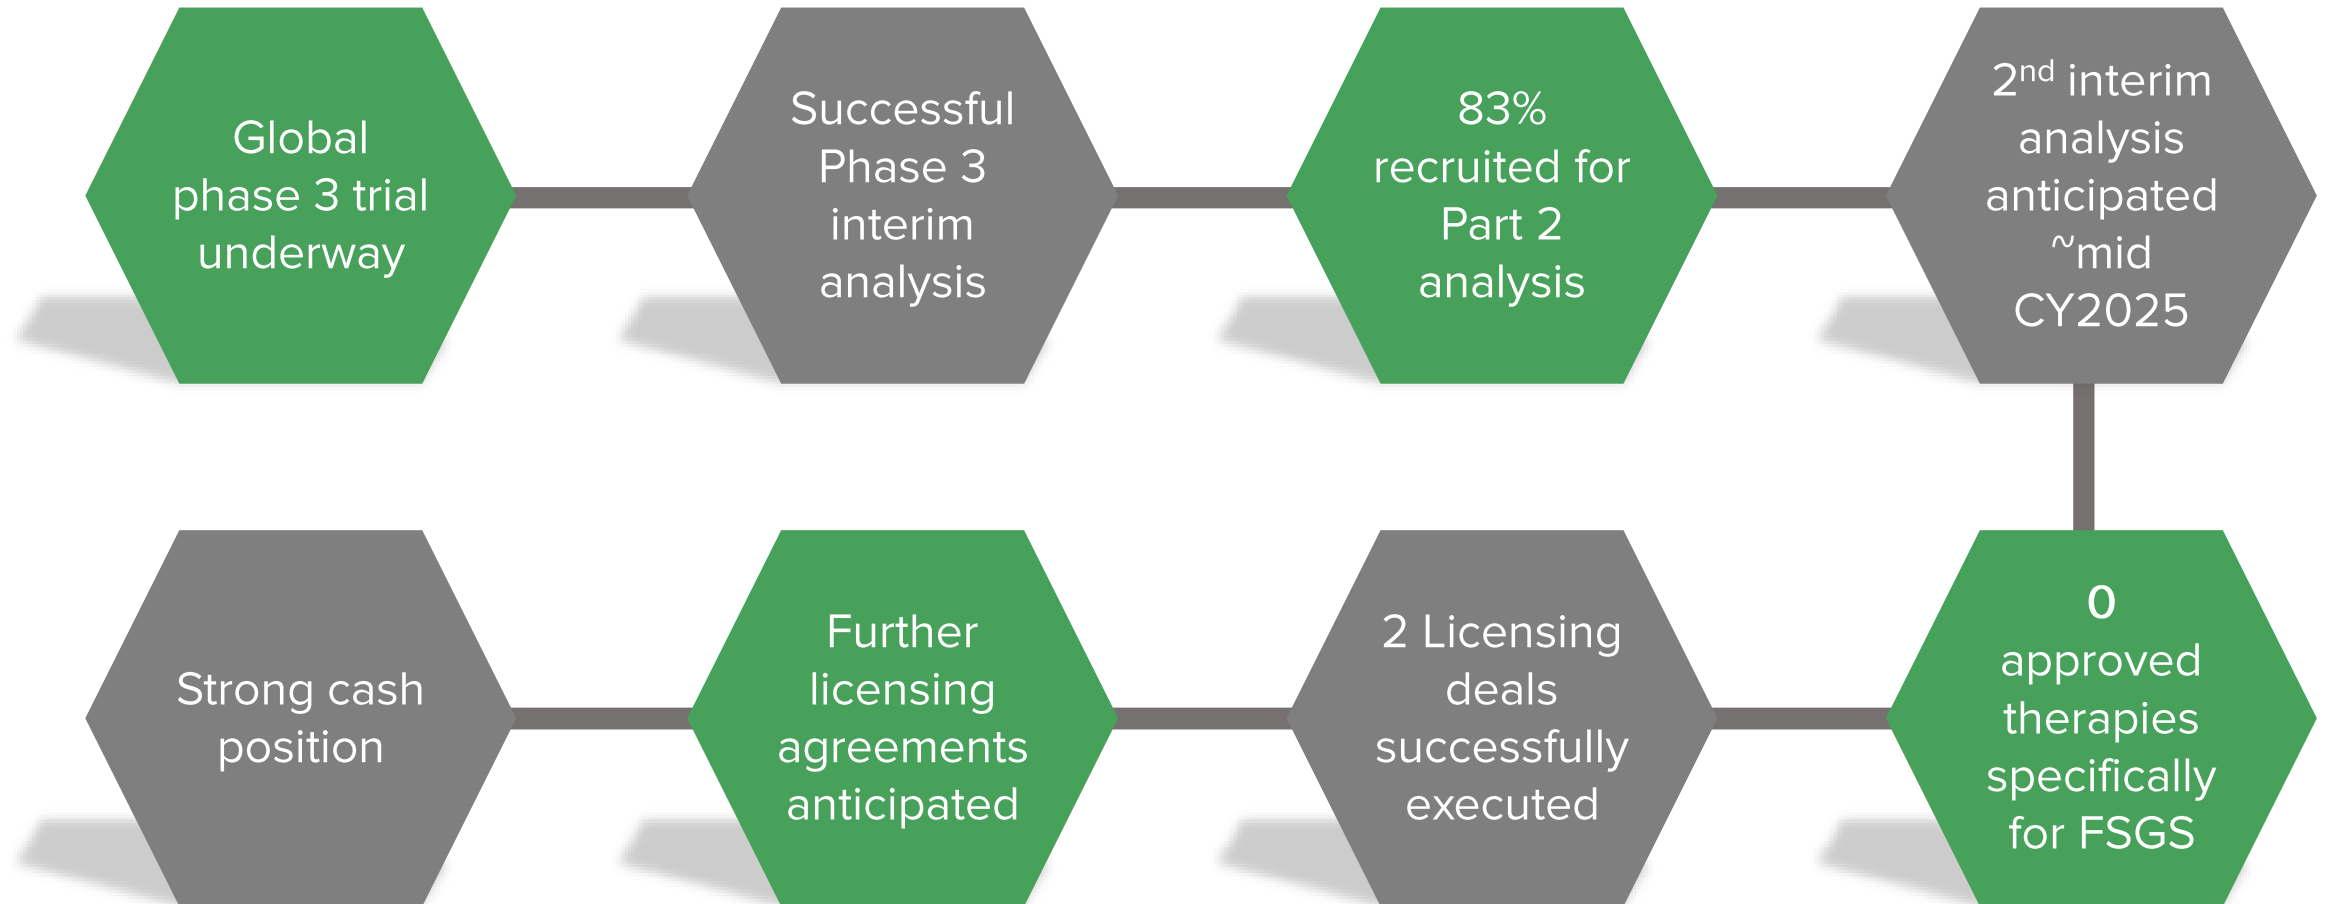 Global
phase 3 trial
underway
Successful
Phase 3
interim
analysis
83%
recruited for
Part 2
analysis
2nd interim
analysis
anticipated
~mid
CY2025
0
approved
therapies
specifically
for FSGS
2 Licensing
deals
successfully
executed
Further
licensing
agreements
anticipated
Strong cash
position